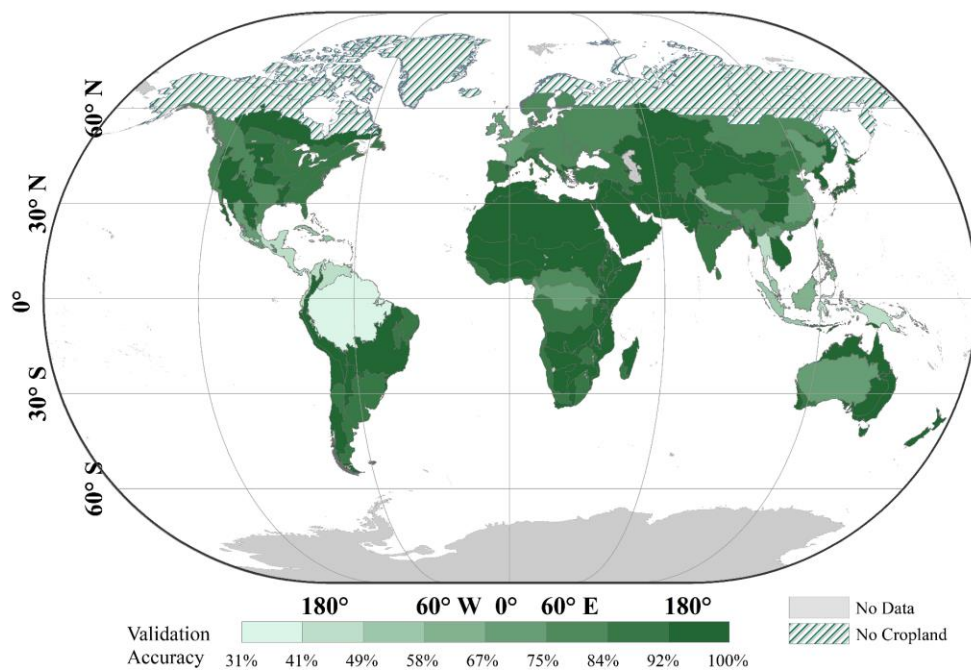 60° N
30° N
0°
30° S
60° S
180° 60° W 0° 60° E 180°
Validation
Accuracy
31% 41% 49% 58% 67% 75% 84% 92% 100%
No Data
No Cropland